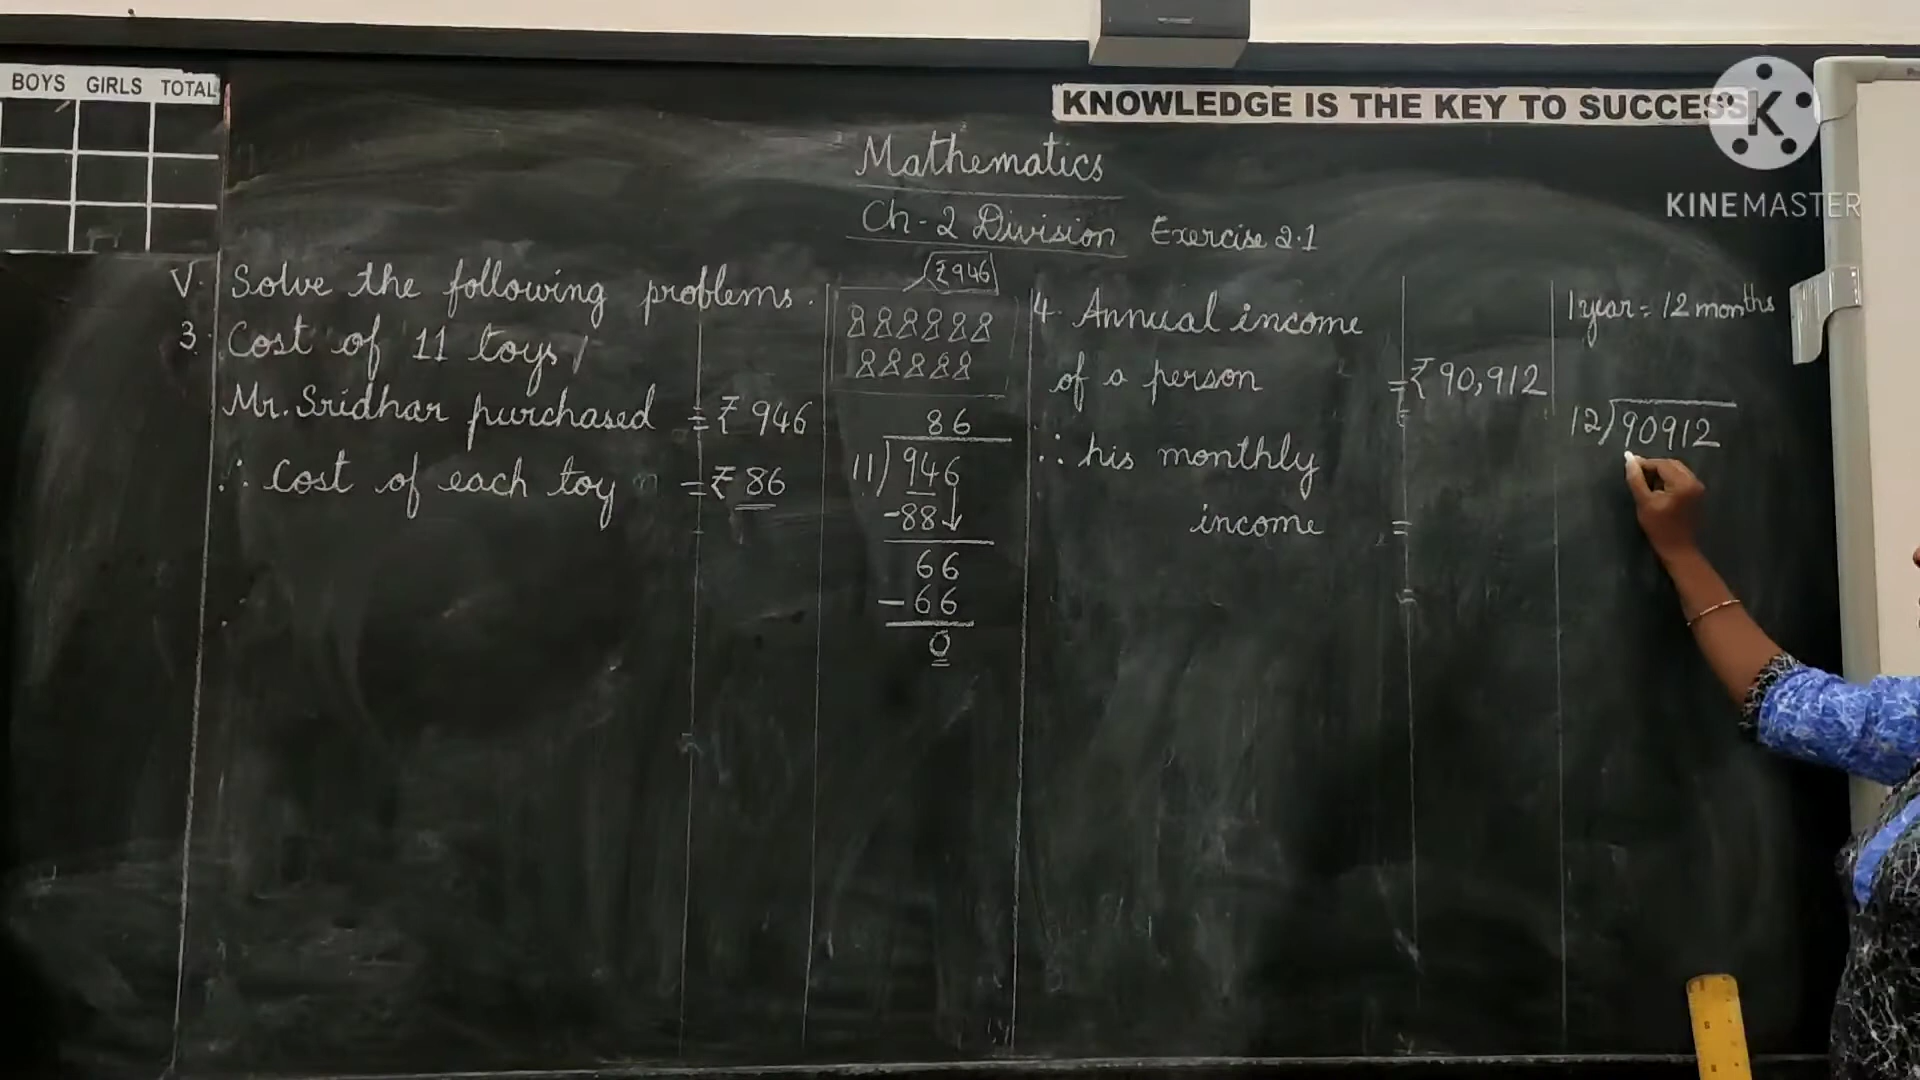 BOYS GIRLS TOTAL
KNOWLEDGE IS THE KEY TO SUCCESS
K
KINEMASTER
Mathematics
Ch-2 Division Exercise 2.1
V. Solve the following problems.
3. Cost of 11 toys
Mr. Sridhar purchased = ₹ 946
∴ Cost of each toy = ₹ 86
₹946
86
11) 946
-88
66
-66
0
4. Annual income
of a person = ₹ 90,912
∴ his monthly
income =
1 year = 12 months
12) 90912